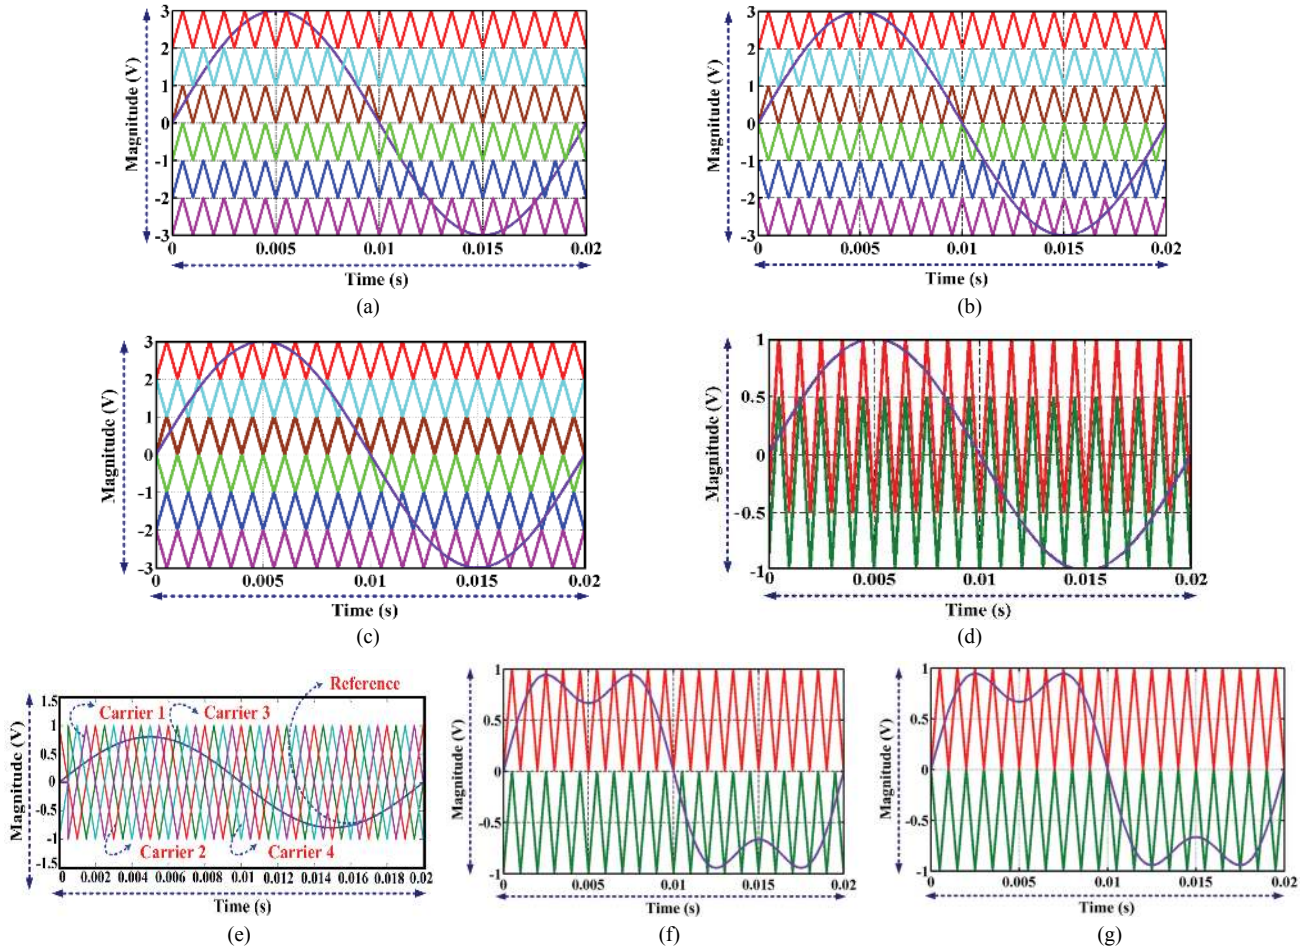 Magnitude (V)
3
2
1
0
-1
-2
-3
0 0.005 0.01 0.015 0.02
Time (s)
(a)
Magnitude (V)
3
2
1
0
-1
-2
-3
0 0.005 0.01 0.015 0.02
Time (s)
(b)
Magnitude (V)
3
2
1
0
-1
-2
-3
0 0.005 0.01 0.015 0.02
Time (s)
(c)
Magnitude (V)
1
0.5
0
-0.5
-1
0 0.005 0.01 0.015 0.02
Time (s)
(d)
Magnitude (V)
1.5
1
0.5
0
-0.5
-1
-1.5
Reference
Carrier 1 Carrier 3
Carrier 2 Carrier 4
0 0.002 0.004 0.006 0.008 0.01 0.012 0.014 0.016 0.018 0.02
Time (s)
(e)
Magnitude (V)
1
0.5
0
-0.5
-1
0 0.005 0.01 0.015 0.02
Time (s)
(f)
Magnitude (V)
1
0.5
0
-0.5
-1
0 0.005 0.01 0.015 0.02
Time (s)
(g)